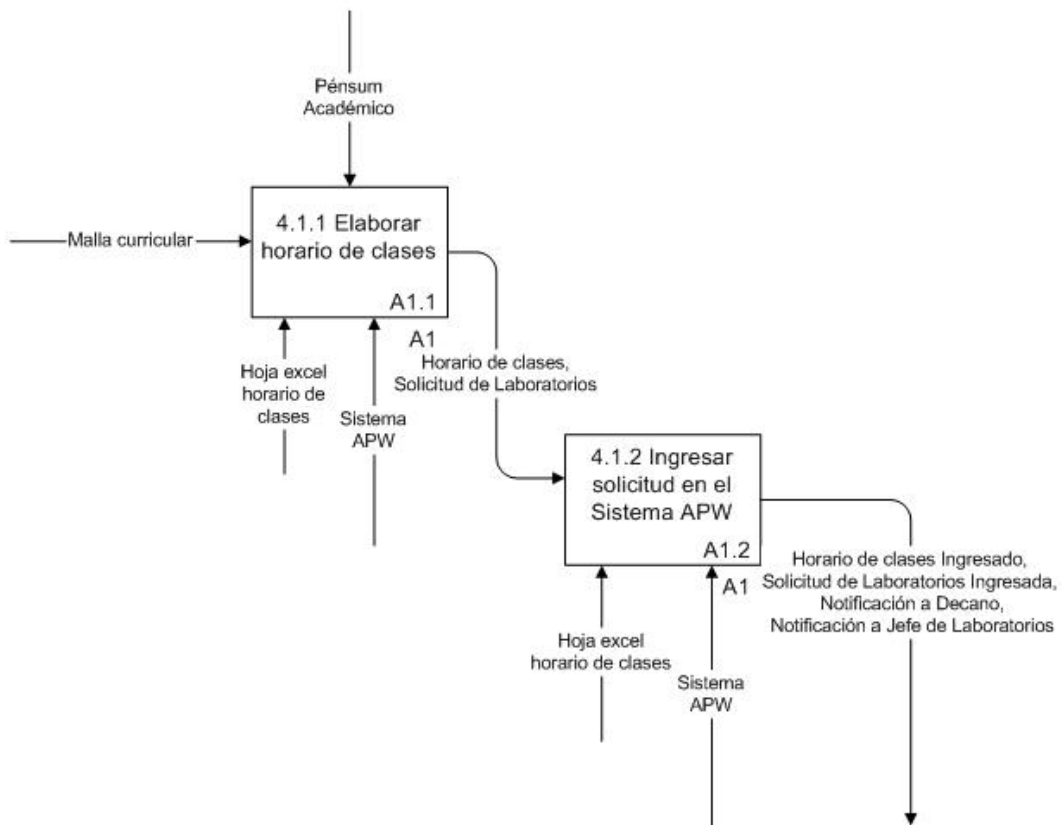 Pénsum
Académico
4.1.1 Elaborar
horario de clases
Malla curricular
A1.1
A1
Hoja excel
horario de
clases
Sistema
APW
Horario de clases,
Solicitud de Laboratorios
4.1.2 Ingresar
solicitud en el
Sistema APW
A1.2
A1
Hoja excel
horario de clases
Sistema
APW
Horario de clases Ingresado,
Solicitud de Laboratorios Ingresada,
Notificación a Decano,
Notificación a Jefe de Laboratorios